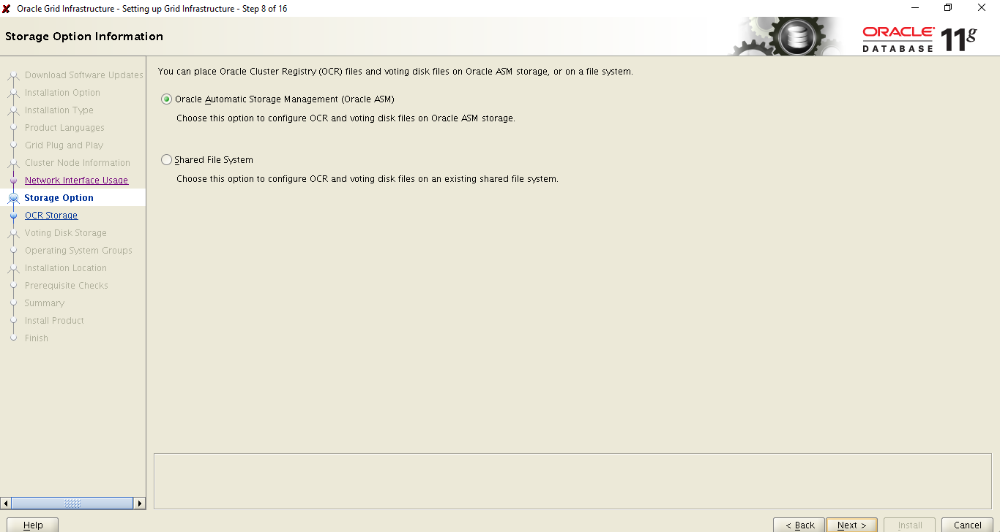 Oracle Grid Infrastructure - Setting up Grid Infrastructure - Step 8 of 16
Storage Option Information
ORACLE
DATABASE 11g
Download Software Updates
Installation Option
Installation Type
Product Languages
Grid Plug and Play
Cluster Node Information
Network Interface Usage
Storage Option
OCR Storage
Voting Disk Storage
Operating System Groups
Installation Location
Prerequisite Checks
Summary
Install Product
Finish
You can place Oracle Cluster Registry (OCR) files and voting disk files on Oracle ASM storage, or on a file system.
Oracle Automatic Storage Management (Oracle ASM)
Choose this option to configure OCR and voting disk files on Oracle ASM storage.
Shared File System
Choose this option to configure OCR and voting disk files on an existing shared file system.
Help
< Back
Next >
Install
Cancel